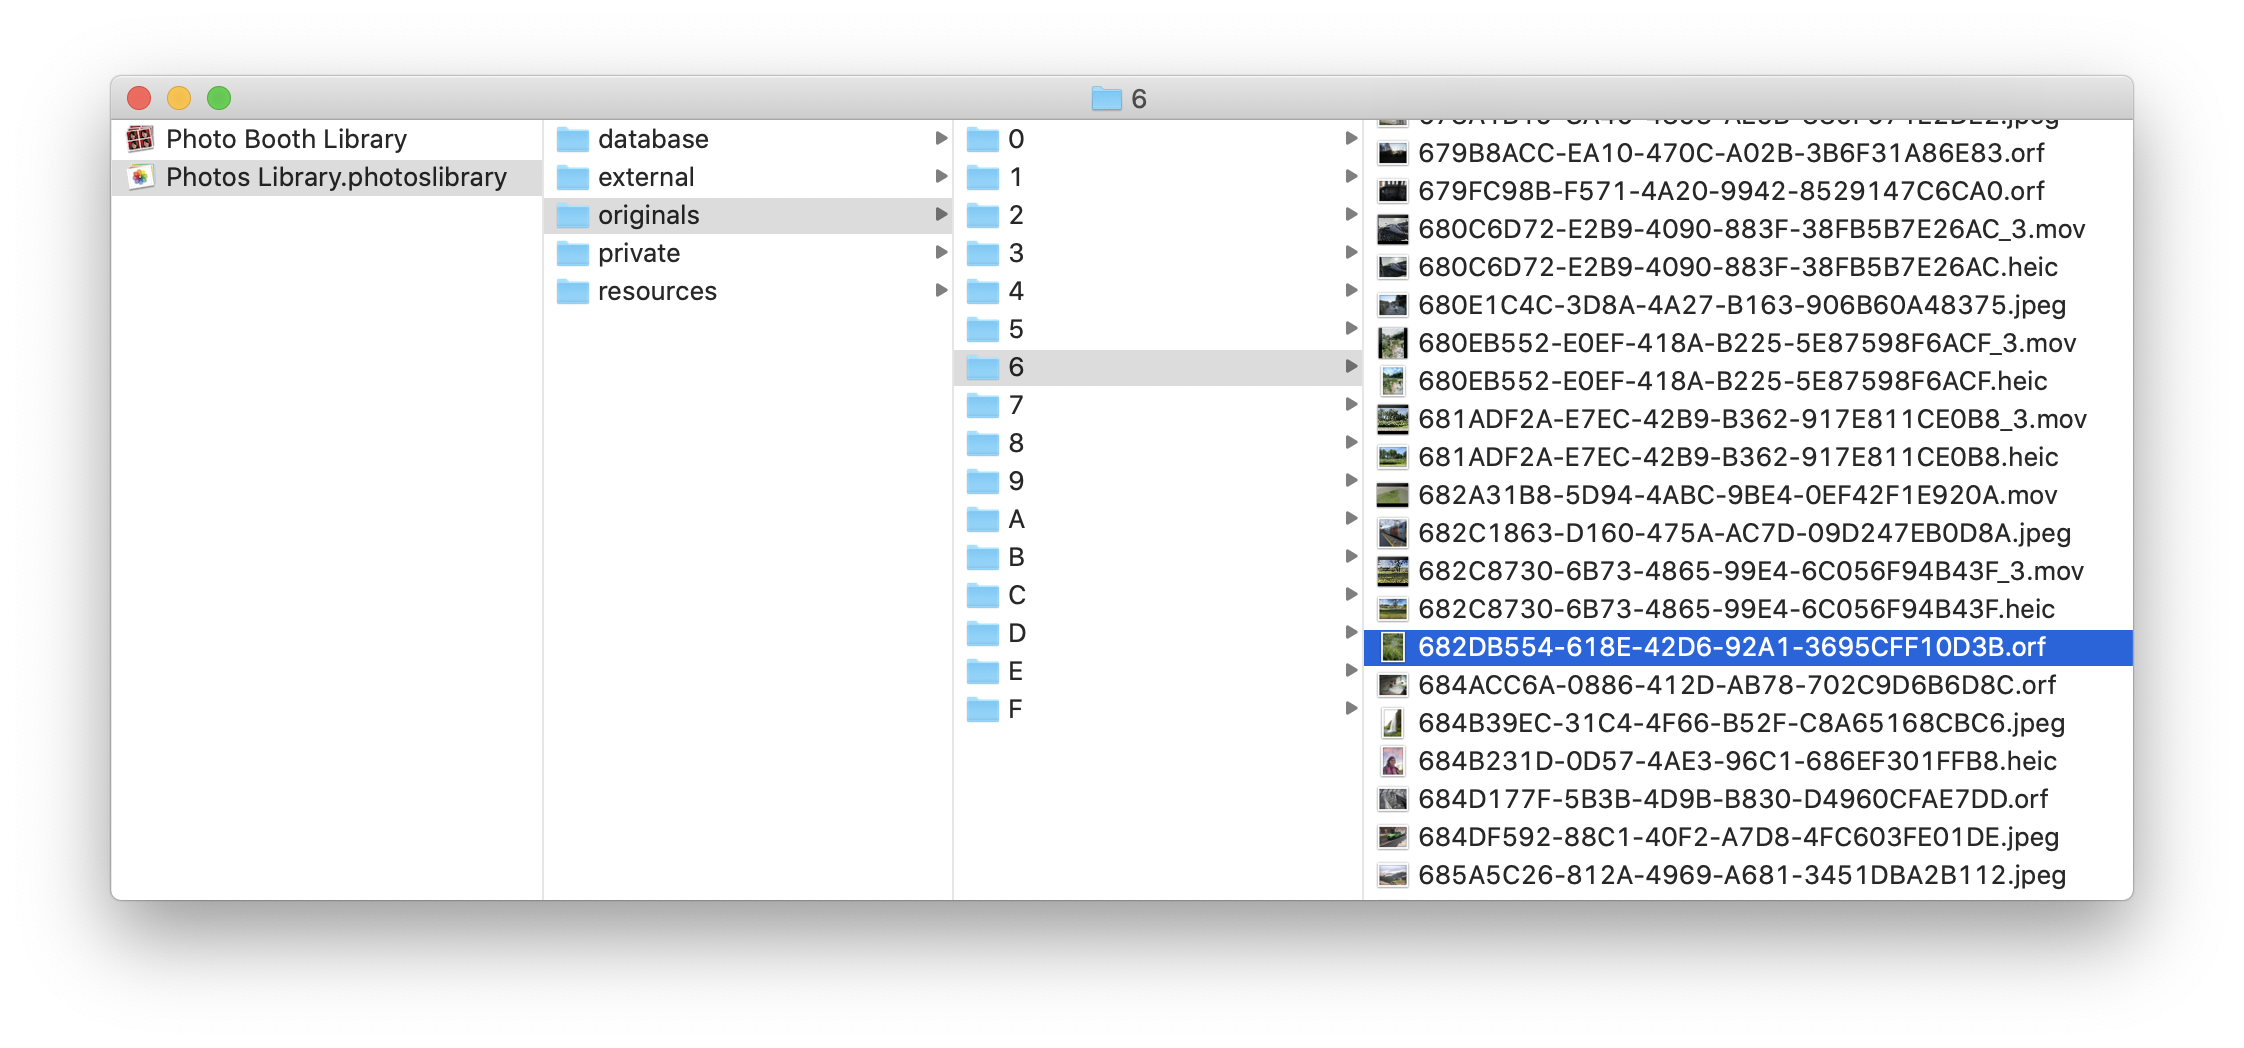 6
Photo Booth Library
Photos Library.photoslibrary
database
external
originals
private
resources
0
1
2
3
4
5
6
7
8
9
A
B
C
D
E
F
679B8ACC-EA10-470C-A02B-3B6F31A86E83.orf
679FC98B-F571-4A20-9942-8529147C6CA0.orf
680C6D72-E2B9-4090-883F-38FB5B7E26AC_3.mov
680C6D72-E2B9-4090-883F-38FB5B7E26AC.heic
680E1C4C-3D8A-4A27-B163-906B60A48375.jpeg
680EB552-E0EF-418A-B225-5E87598F6ACF_3.mov
680EB552-E0EF-418A-B225-5E87598F6ACF.heic
681ADF2A-E7EC-42B9-B362-917E811CE0B8_3.mov
681ADF2A-E7EC-42B9-B362-917E811CE0B8.heic
682A31B8-5D94-4ABC-9BE4-0EF42F1E920A.mov
682C1863-D160-475A-AC7D-09D247EB0D8A.jpeg
682C8730-6B73-4865-99E4-6C056F94B43F_3.mov
682C8730-6B73-4865-99E4-6C056F94B43F.heic
682DB554-618E-42D6-92A1-3695CFF10D3B.orf
684ACC6A-0886-412D-AB78-702C9D6B6D8C.orf
684B39EC-31C4-4F66-B52F-C8A65168CBC6.jpeg
684B231D-0D57-4AE3-96C1-686EF301FFB8.heic
684D177F-5B3B-4D9B-B830-D4960CFAE7DD.orf
684DF592-88C1-40F2-A7D8-4FC603FE01DE.jpeg
685A5C26-812A-4969-A681-3451DBA2B112.jpeg